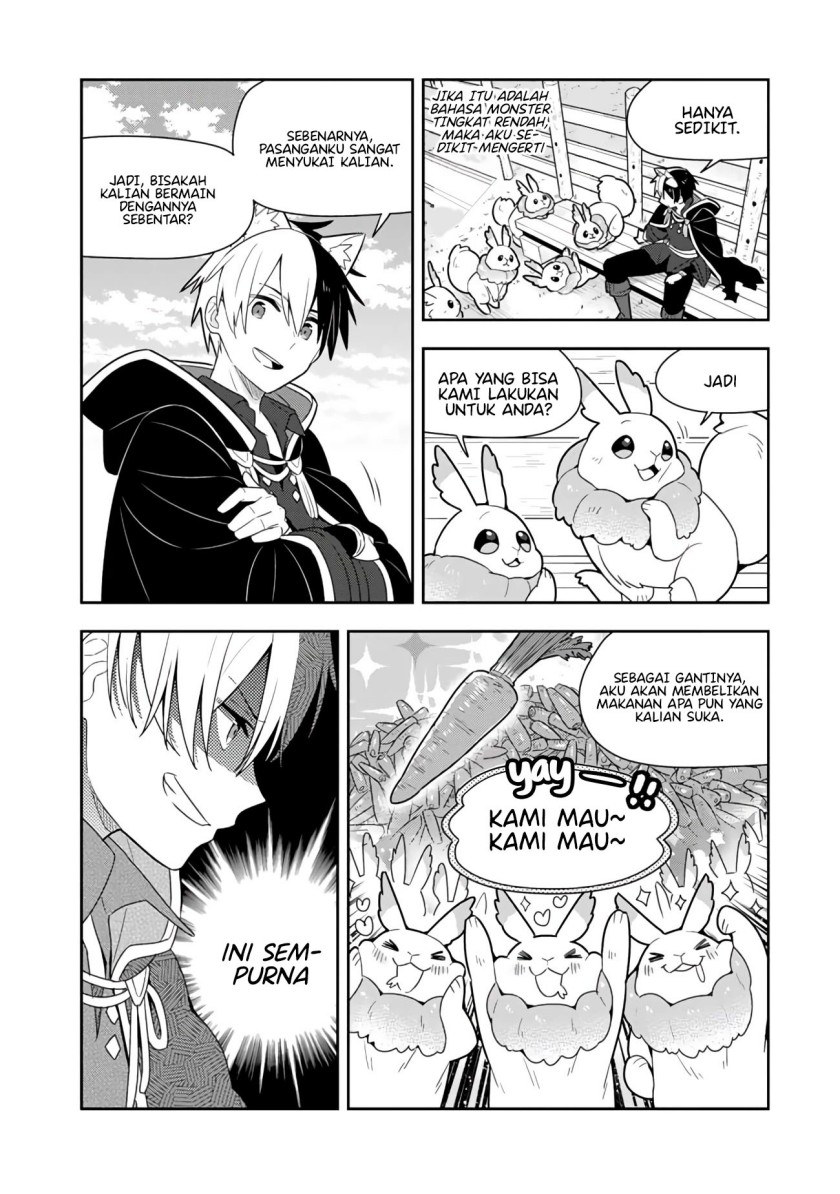 HANYA
SEDIKIT.
JIKA ITU ADALAH
BAHASA MONSTER
TINGKAT RENDAH,
MAKA AKU SE-
DIKIT MENGERTI
JADI
APA YANG BISA
KAMI LAKUKAN
UNTUK ANDA?
SEBENARNYA,
PASANGANKU SANGAT
MENYUKAI KALIAN.
JADI, BISAKAH
KALIAN BERMAIN
DENGANNYA
SEBENTAR?
SEBAGAI GANTINYA,
AKU AKAN MEMBELIKAN
MAKANAN APA PUN YANG
KALIAN SUKA.
yay—!!
KAMI MAU~
KAMI MAU~
INI SEM-
PURNA